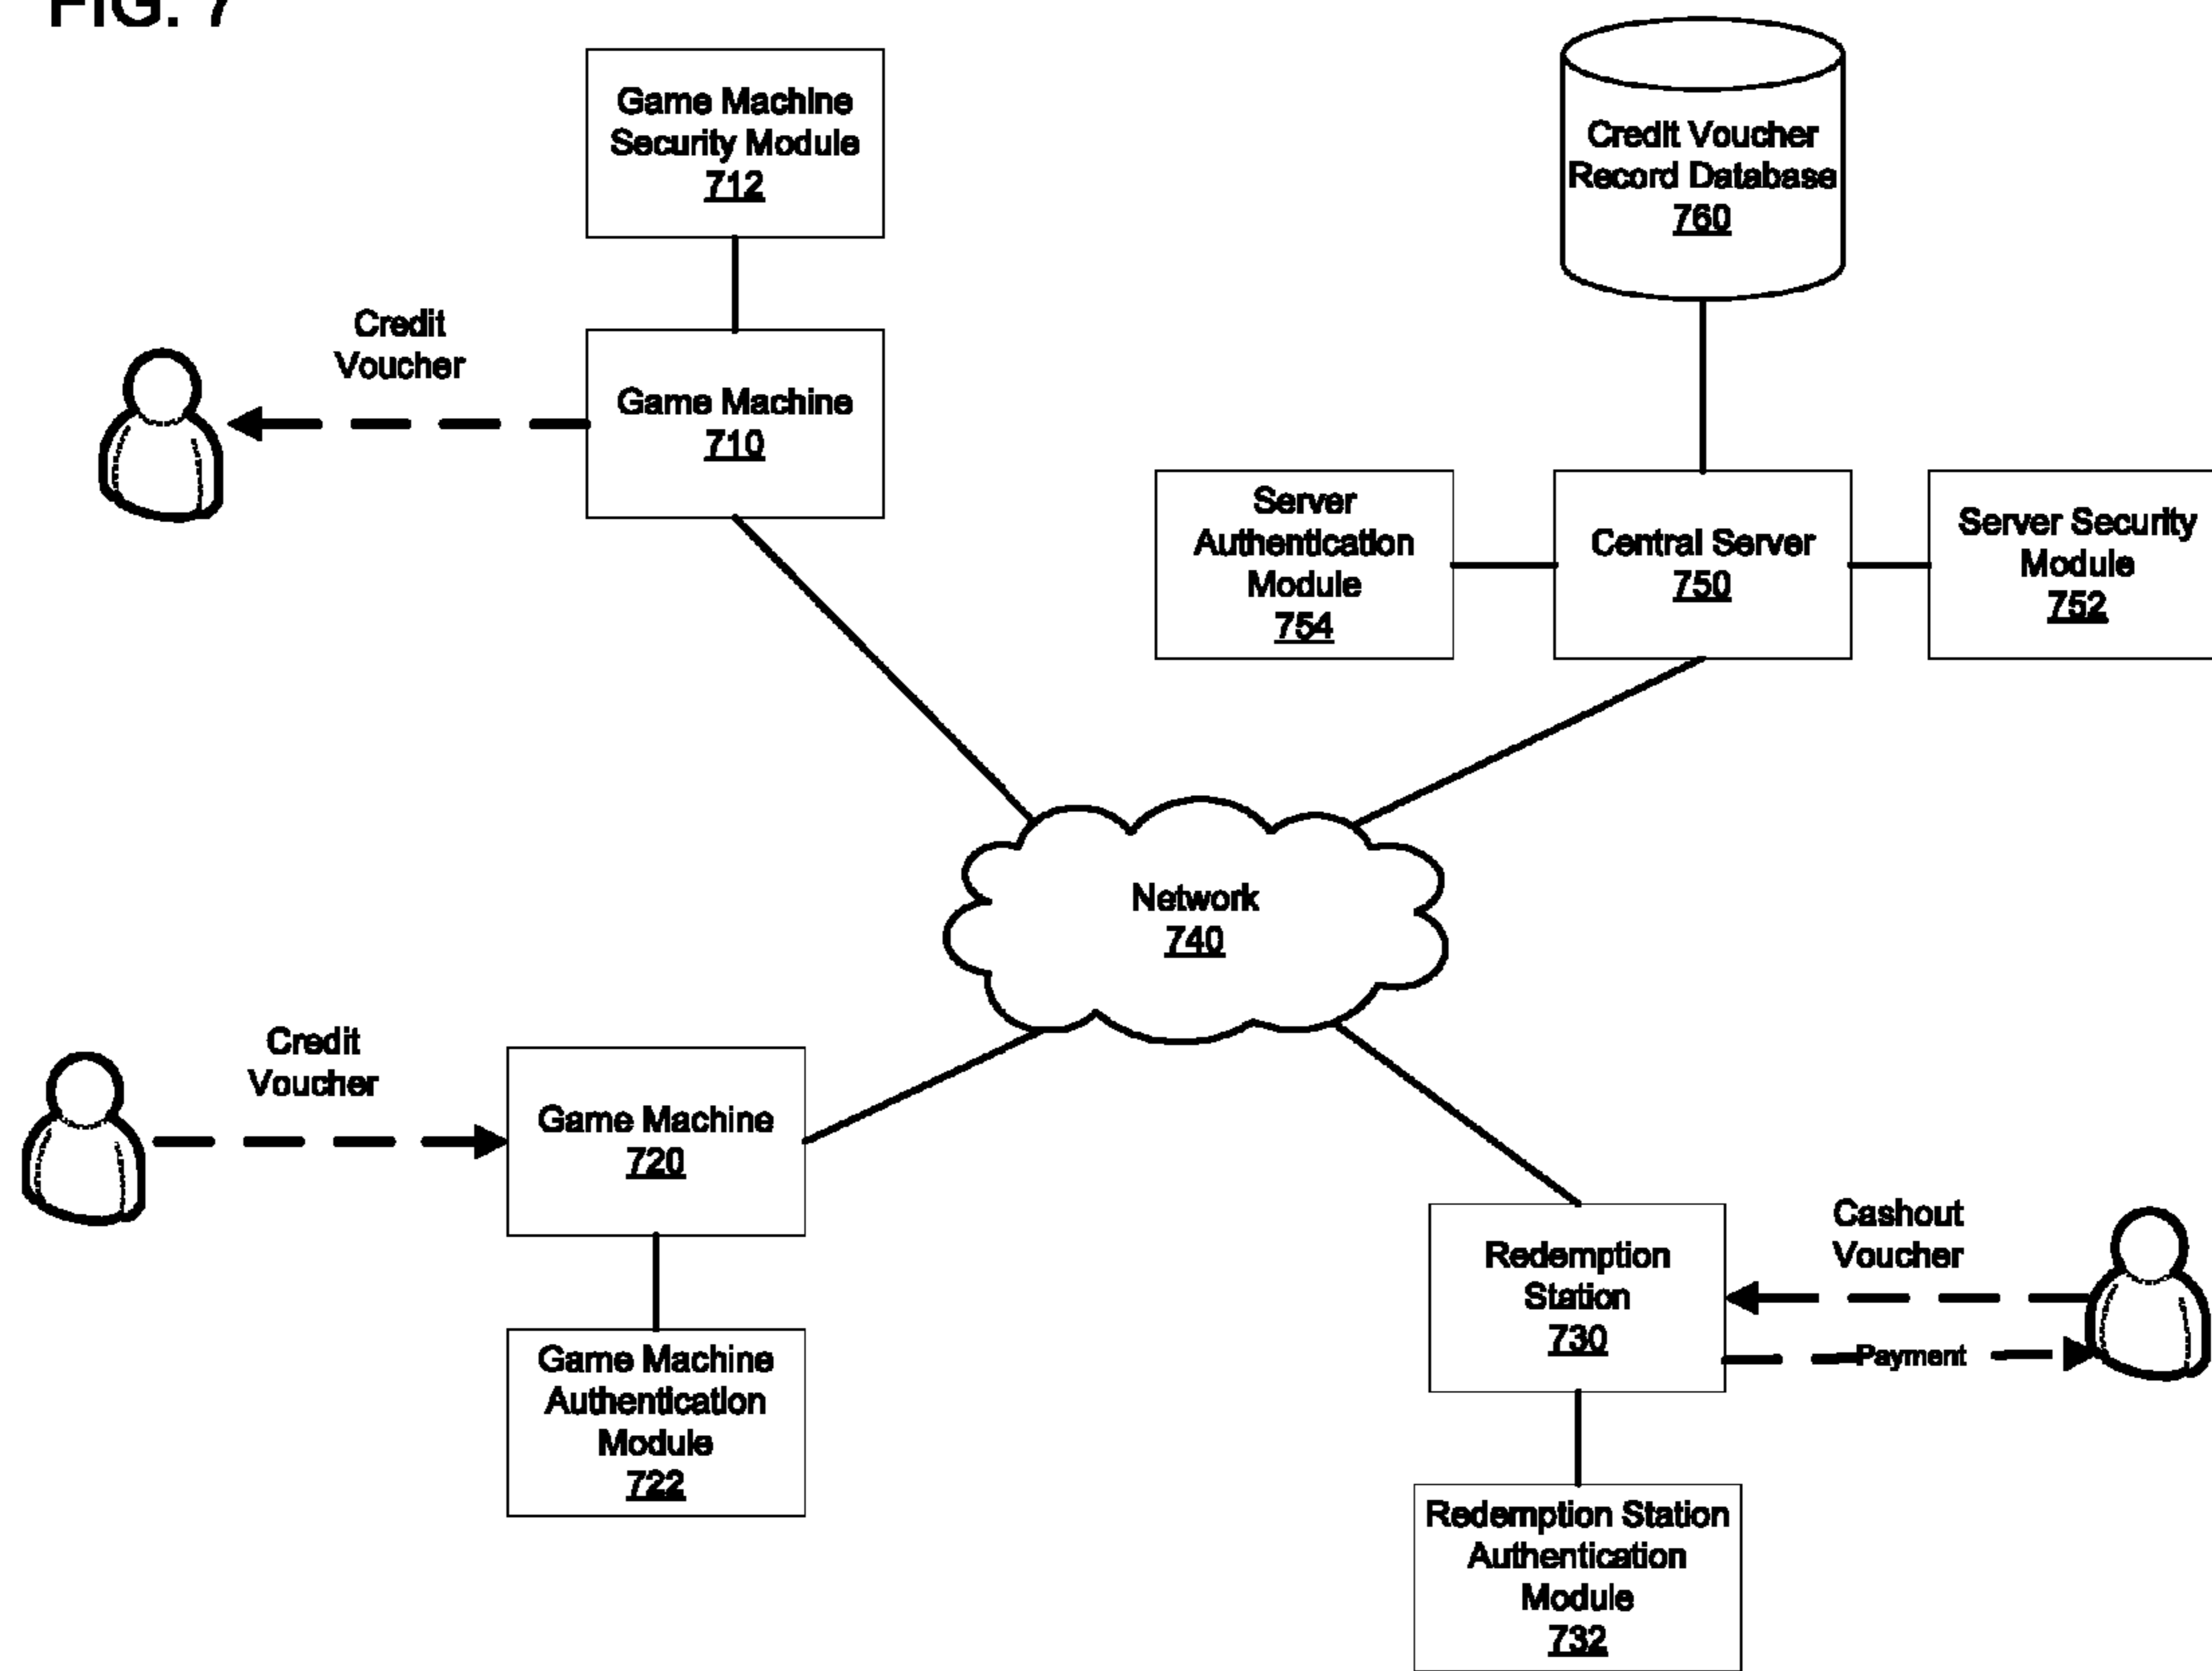 FIG. 7
Game Machine
Security Module
712
Credit Voucher
Record Database
760
Credit
Voucher
Game Machine
710
Server
Authentication
Module
754
Central Server
750
Server Security
Module
752
Network
740
Credit
Voucher
Game Machine
720
Game Machine
Authentication
Module
722
Redemption
Station
730
Cashout
Voucher
Payment
Redemption Station
Authentication
Module
732